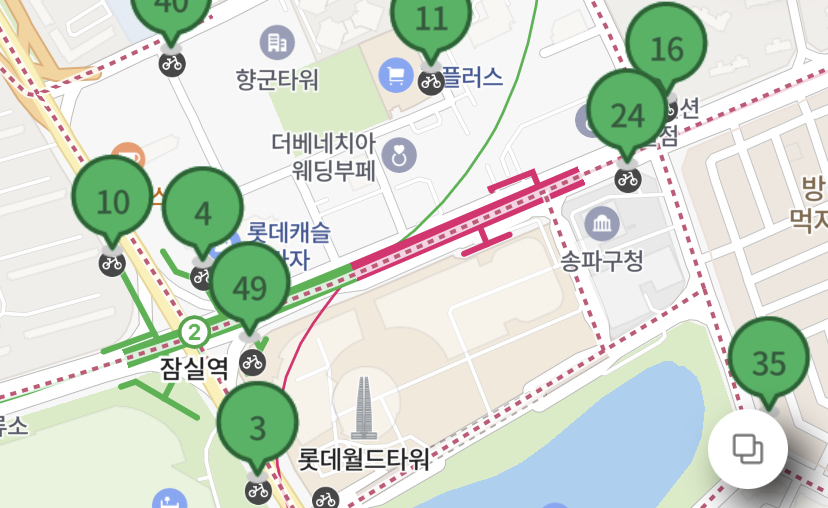 40
11
16
향군타워
플러스
24
더베네치아
웨딩부페
10
4
롯데캐슬
송파구청
49
2
잠실역
35
3
롯데월드타워